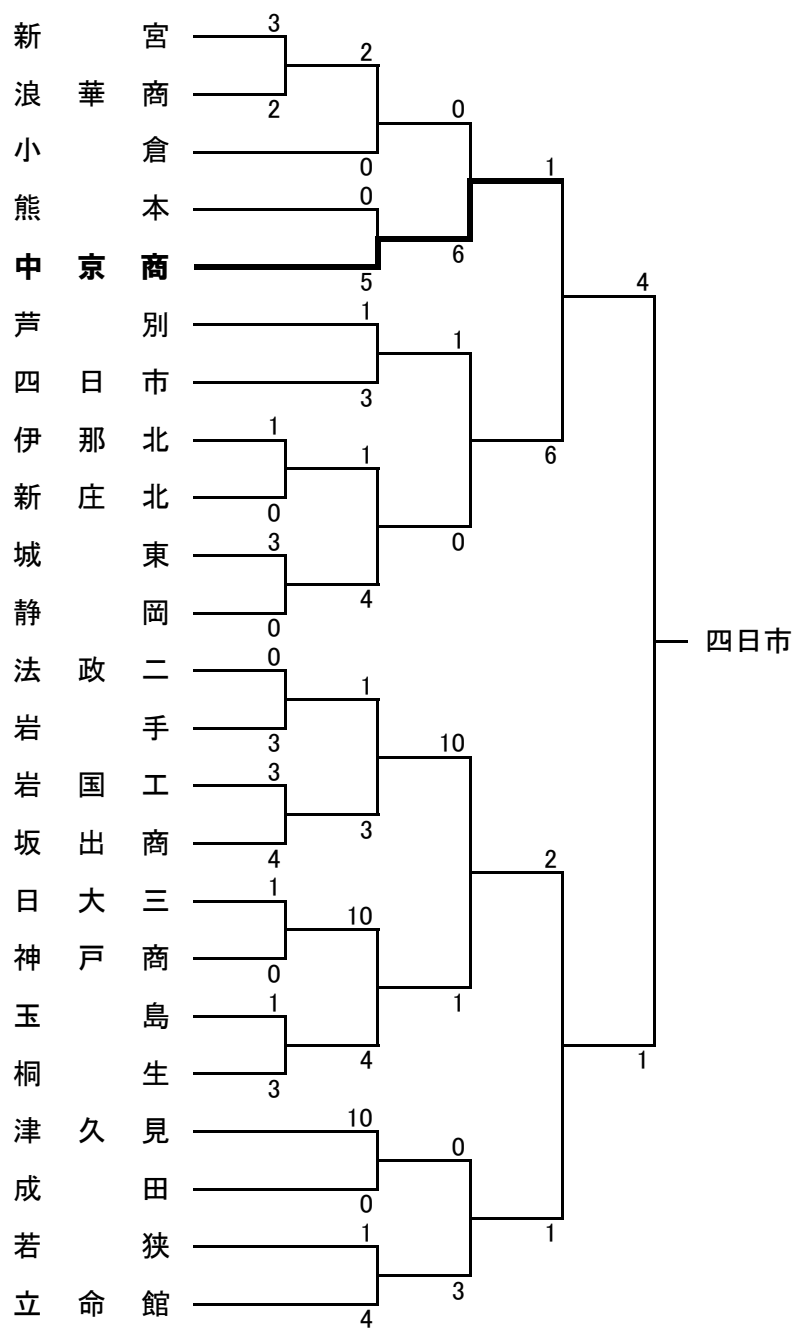 新宮
3
2
浪華商
2
0
小倉
0
1
熊本
0
6
中京商
5
4
芦別
1
1
四日市
3
伊那北
1
1
6
新庄北
0
0
城東
3
4
静岡
0
四日市
法政二
0
1
岩手
3
10
岩国工
3
3
坂出商
4
2
日大三
1
10
神戸商
0
玉島
1
1
4
1
桐生
3
津久見
10
0
成田
0
若狭
1
1
3
立命館
4